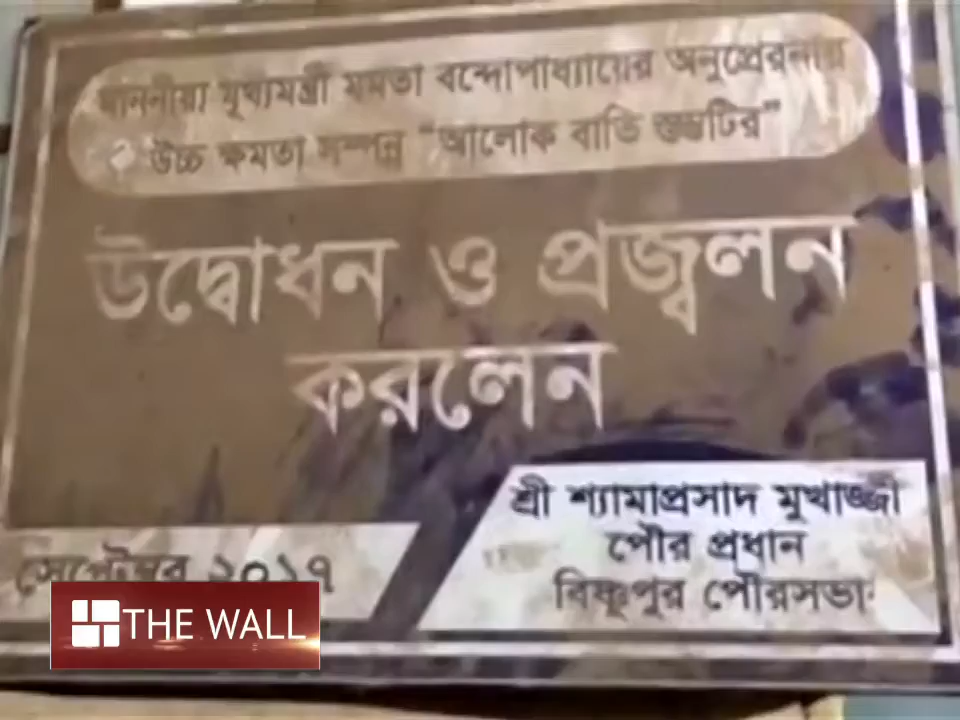 মাননীয়া মুখ্যমন্ত্রী মমতা বন্দোপাধ্যায়ের অনুপ্রেরনায়
উচ্চ ক্ষমতা সম্পন্ন “আলোক বাতি স্তম্ভটির”
উদ্বোধন ও প্রজ্বলন
করলেন
শ্রী শ্যামাপ্রসাদ মুখার্জ্জী
পৌর প্রধান
বিষ্ণুপুর পৌরসভা
সেপ্টেম্বর ২০১৭
THE WALL